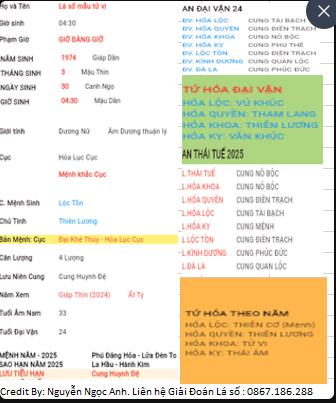 Họ và Tên Lá số mẫu tử vi
Giờ sinh 04:30
Phạm Giờ GIỜ BÀNG GIỜ
NĂM SINH 1974 Giáp Dần
THÁNG SINH 3 Mậu Thìn
NGÀY SINH 30 Canh Ngọ
GIỜ SINH 04:30 Mậu Dần
Giới tính Dương Nữ Âm Dương thuận lý
Cục Hỏa Lục Cục
Mệnh khắc Cục
C. Mệnh Sinh Lộc Tồn
Chủ Tinh Thiên Lương
Bản Mệnh: Cục Đại Khê Thủy - Hỏa Lục Cục
Cân Lượng 4 Lượng
Lưu Niên Cung Cung Huynh Đệ
Năm Xem Giáp Thìn (2024) Ất Tỵ
Tuổi Âm Nam 33
Tuổi Đại Vận 24
MỆNH NĂM - 2025 Phú Đăng Hỏa - Lửa Đèn To
SAO HẠN NĂM 2025 La Hầu - Hành Kim
LƯU TIỂU HẠN Cung Huynh Đệ
AN ĐẠI VẬN 24
ĐV. HÓA LỘC CUNG TÀI BẠCH
ĐV. HÓA QUYỀN CUNG ĐIỀN TRẠCH
ĐV. HÓA KHOA CUNG NÔ BỘC
ĐV. HÓA KỴ CUNG PHU THÊ
ĐV. LỘC TỒN CUNG ĐIỀN TRẠCH
ĐV. KÌNH DƯƠNG CUNG QUAN LỘC
ĐV. ĐÀ LA CUNG PHÚC ĐỨC
TỨ HÓA ĐẠI VẬN
HÓA LỘC: VŨ KHÚC
HÓA QUYỀN: THAM LANG
HÓA KHOA: THIÊN LƯƠNG
HÓA KỴ: VĂN KHÚC
AN THÁI TUẾ 2025
L.THÁI TUẾ CUNG NÔ BỘC
L.HÓA KHOA CUNG NÔ BỘC
L.HÓA QUYỀN CUNG ĐIỀN TRẠCH
L.HÓA LỘC CUNG TÀI BẠCH
L.HÓA KỴ CUNG MỆNH
L.LỘC TỒN CUNG ĐIỀN TRẠCH
L.KÌNH DƯƠNG CUNG PHÚC ĐỨC
L.ĐÀ LA CUNG QUAN LỘC
TỨ HÓA THEO NĂM
HÓA LỘC: THIÊN CƠ (Menh)
HÓA QUYỀN: THIÊN LƯƠNG
HÓA KHOA: TỬ VI
HÓA KỴ: THÁI ÂM
Credit By: Nguyễn Ngọc Anh. Liên hệ Giải Đoán Lá số : 0867.186.288